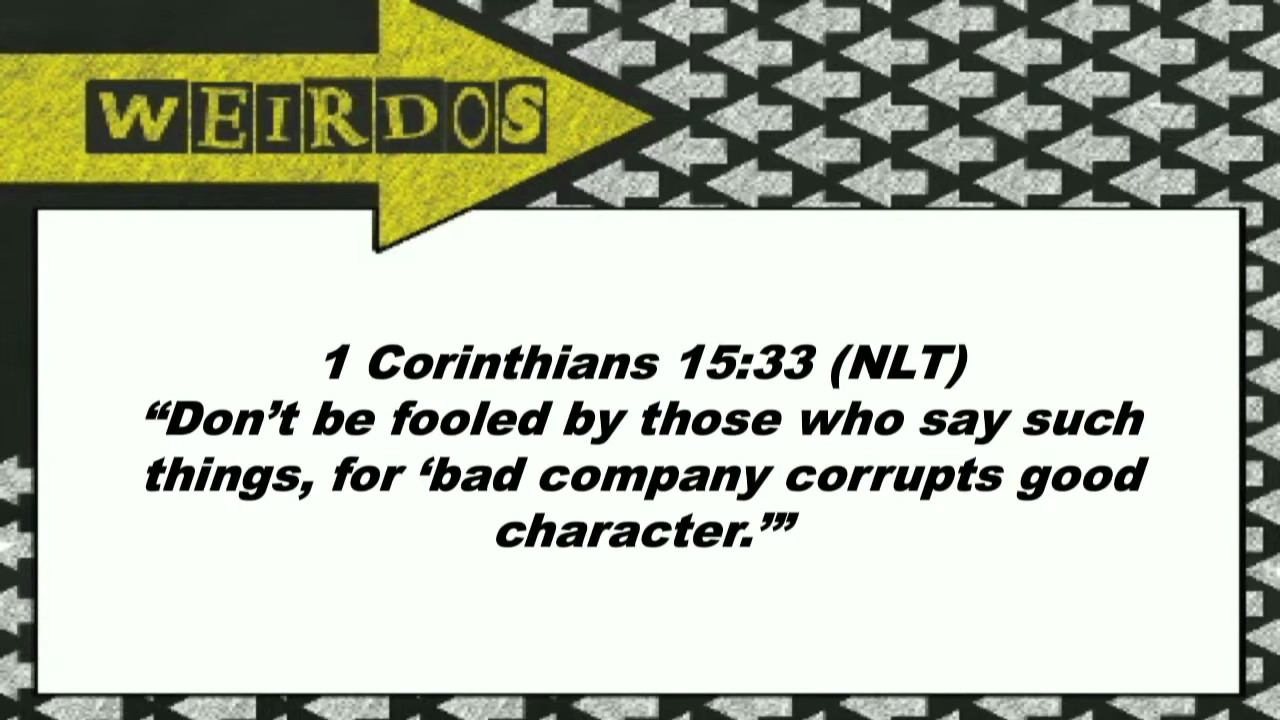 WEIRDOS
1 Corinthians 15:33 (NLT)
“Don’t be fooled by those who say such
things, for ‘bad company corrupts good
character.’”